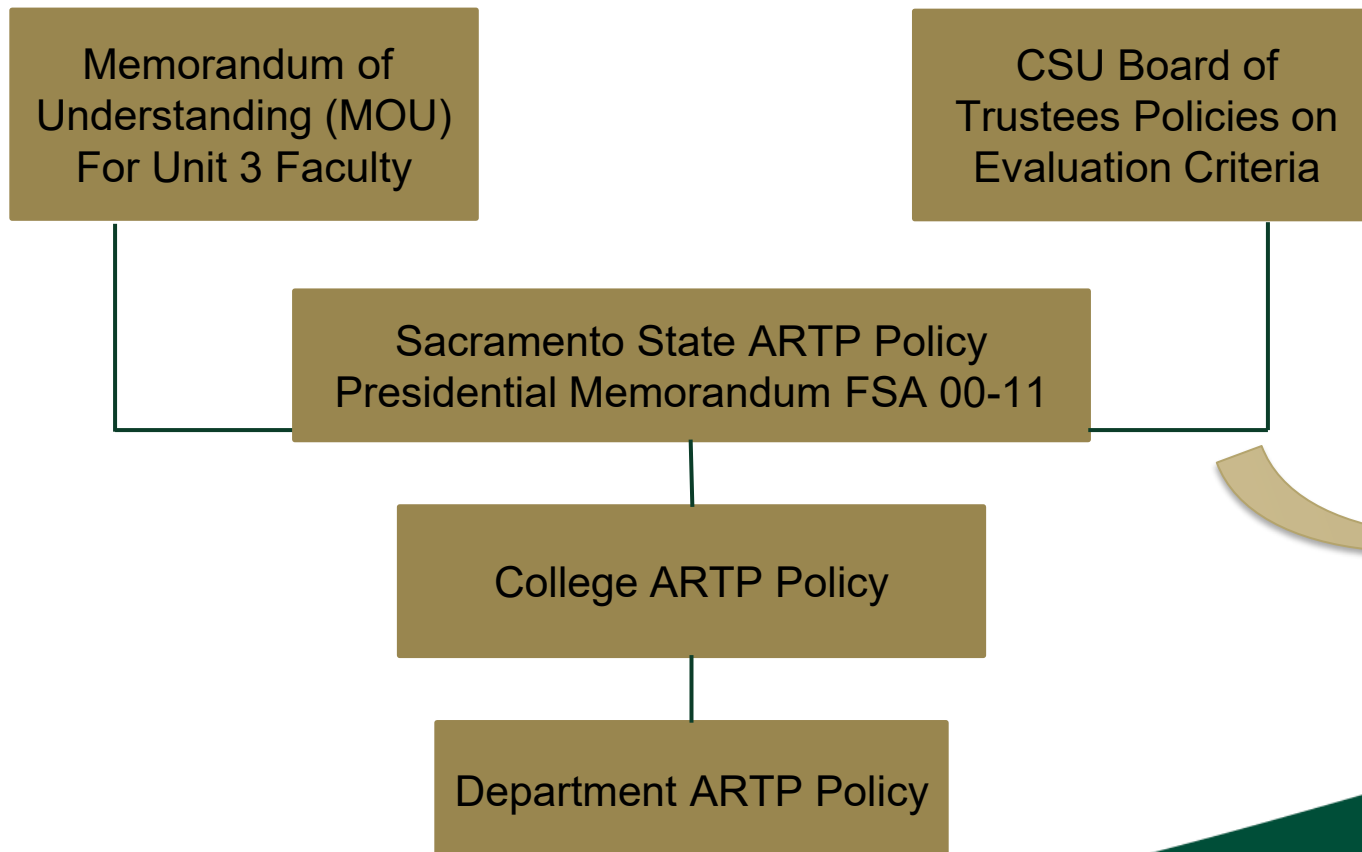 Memorandum of
Understanding (MOU)
For Unit 3 Faculty
CSU Board of
Trustees Policies on
Evaluation Criteria
Sacramento State ARTP Policy
Presidential Memorandum FSA 00-11
College ARTP Policy
Department ARTP Policy